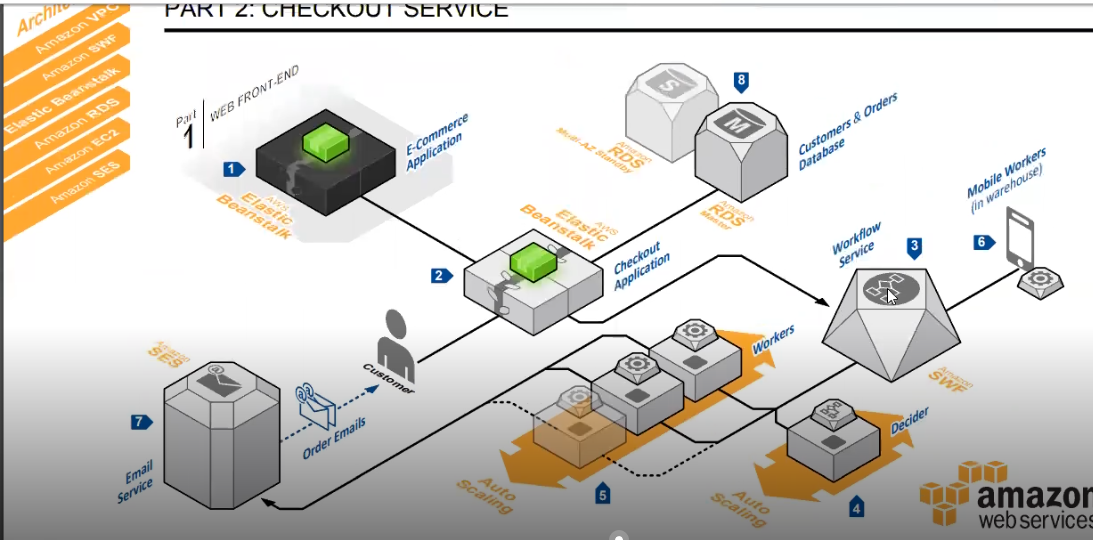 PART 2: CHECKOUT SERVICE
Archite
Amazon VPC
Amazon SWF
Elastic Beanstalk
Amazon RDS
Amazon EC2
Amazon SES
Part
1
WEB FRONT-END
1
E-Commerce
Application
AWS
Elastic
Beanstalk
S
Amazon
RDS
Multi-AZ Standby
8
M
Customers & Orders
Database
Amazon
RDS
Master
2
AWS
Elastic
Beanstalk
Checkout
Application
Workflow
Service
3
Amazon
SWF
Mobile Workers
(in warehouse)
6
Customer
Workers
Auto
Scaling
5
Decider
Auto
Scaling
4
Amazon
SES
7
Email
Service
@
@
Order Emails
amazon
web services